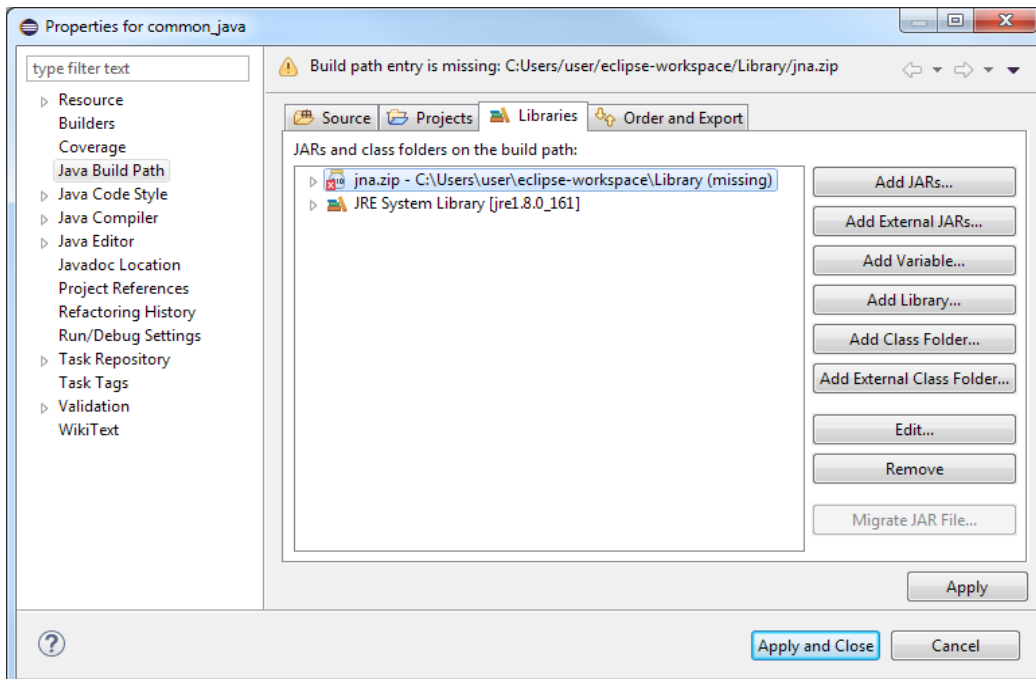 Properties for common_java
type filter text
Resource
Builders
Coverage
Java Build Path
Java Code Style
Java Compiler
Java Editor
Javadoc Location
Project References
Refactoring History
Run/Debug Settings
Task Repository
Task Tags
Validation
WikiText
Build path entry is missing: C:Users/user/eclipse-workspace/Library/jna.zip
Source Projects Libraries Order and Export
JARs and class folders on the build path:
jna.zip - C:\Users\user\eclipse-workspace\Library (missing)
JRE System Library [jre1.8.0_161]
Add JARs...
Add External JARs...
Add Variable...
Add Library...
Add Class Folder...
Add External Class Folder...
Edit...
Remove
Migrate JAR File...
Apply
?
Apply and Close
Cancel